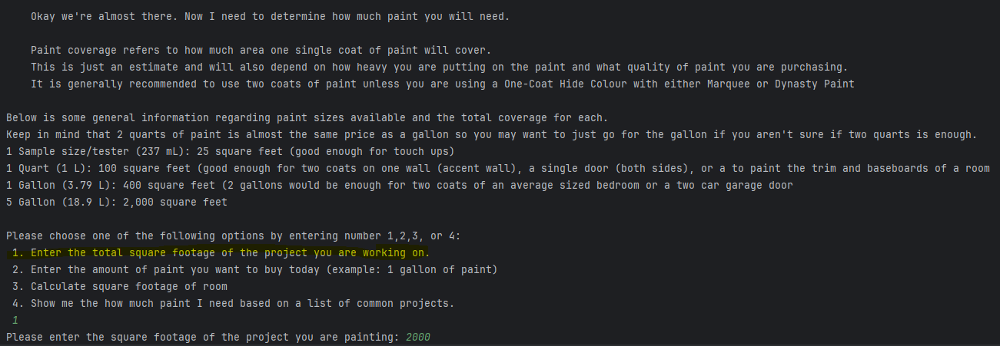 Okay we're almost there. Now I need to determine how much paint you will need.
Paint coverage refers to how much area one single coat of paint will cover.
This is just an estimate and will also depend on how heavy you are putting on the paint and what quality of paint you are purchasing.
It is generally recommended to use two coats of paint unless you are using a One-Coat Hide Colour with either Marquee or Dynasty Paint
Below is some general information regarding paint sizes available and the total coverage for each.
Keep in mind that 2 quarts of paint is almost the same price as a gallon so you may want to just go for the gallon if you aren't sure if two quarts is enough.
1 Sample size/tester (237 mL): 25 square feet (good enough for touch ups)
1 Quart (1 L): 100 square feet (good enough for two coats on one wall (accent wall), a single door (both sides), or a to paint the trim and baseboards of a room
1 Gallon (3.79 L): 400 square feet (2 gallons would be enough for two coats of an average sized bedroom or a two car garage door
5 Gallon (18.9 L): 2,000 square feet
Please choose one of the following options by entering number 1,2,3, or 4:
1. Enter the total square footage of the project you are working on.
2. Enter the amount of paint you want to buy today (example: 1 gallon of paint)
3. Calculate square footage of room
4. Show me the how much paint I need based on a list of common projects.
1
Please enter the square footage of the project you are painting: 2000